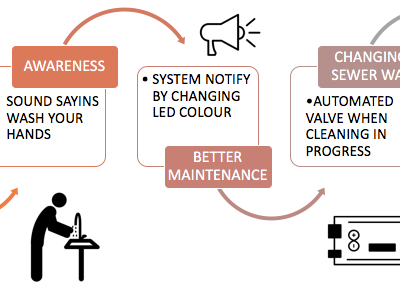 AWARENESS
SOUND SAYINS
WASH YOUR
HANDS
• SYSTEM NOTIFY
BY CHANGING
LED COLOUR
BETTER
MAINTENANCE
CHANGING
SEWER WA
•AUTOMATED
VALVE WHEN
CLEANING IN
PROGRESS